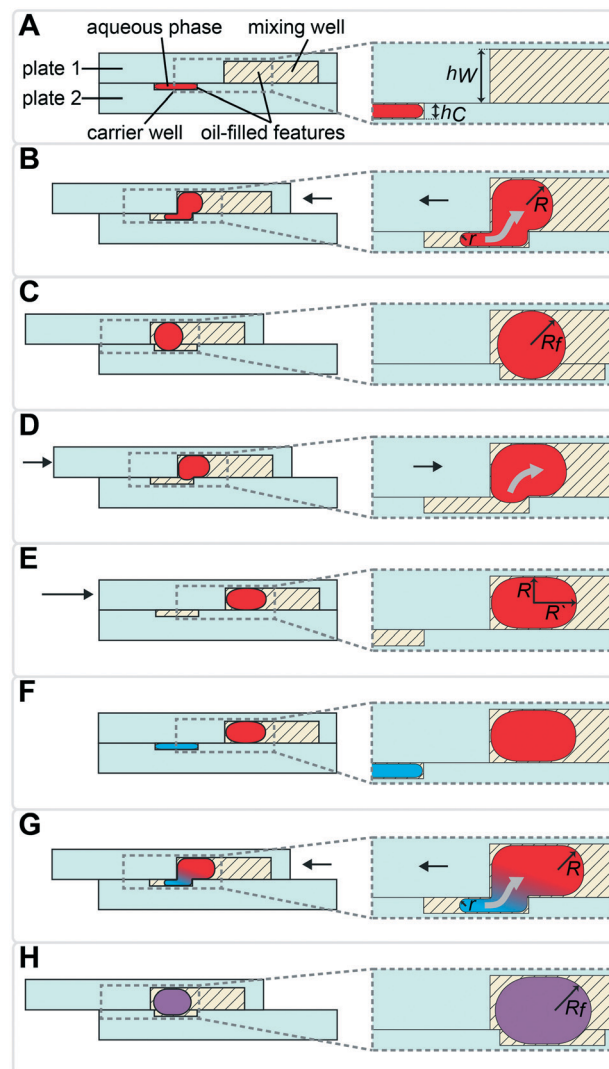 A
aqueous phase
mixing well
plate 1
plate 2
carrier well
oil-filled features
hW
hC
B
R
r
C
Rf
D
E
R
R`
F
G
R
r
H
Rf